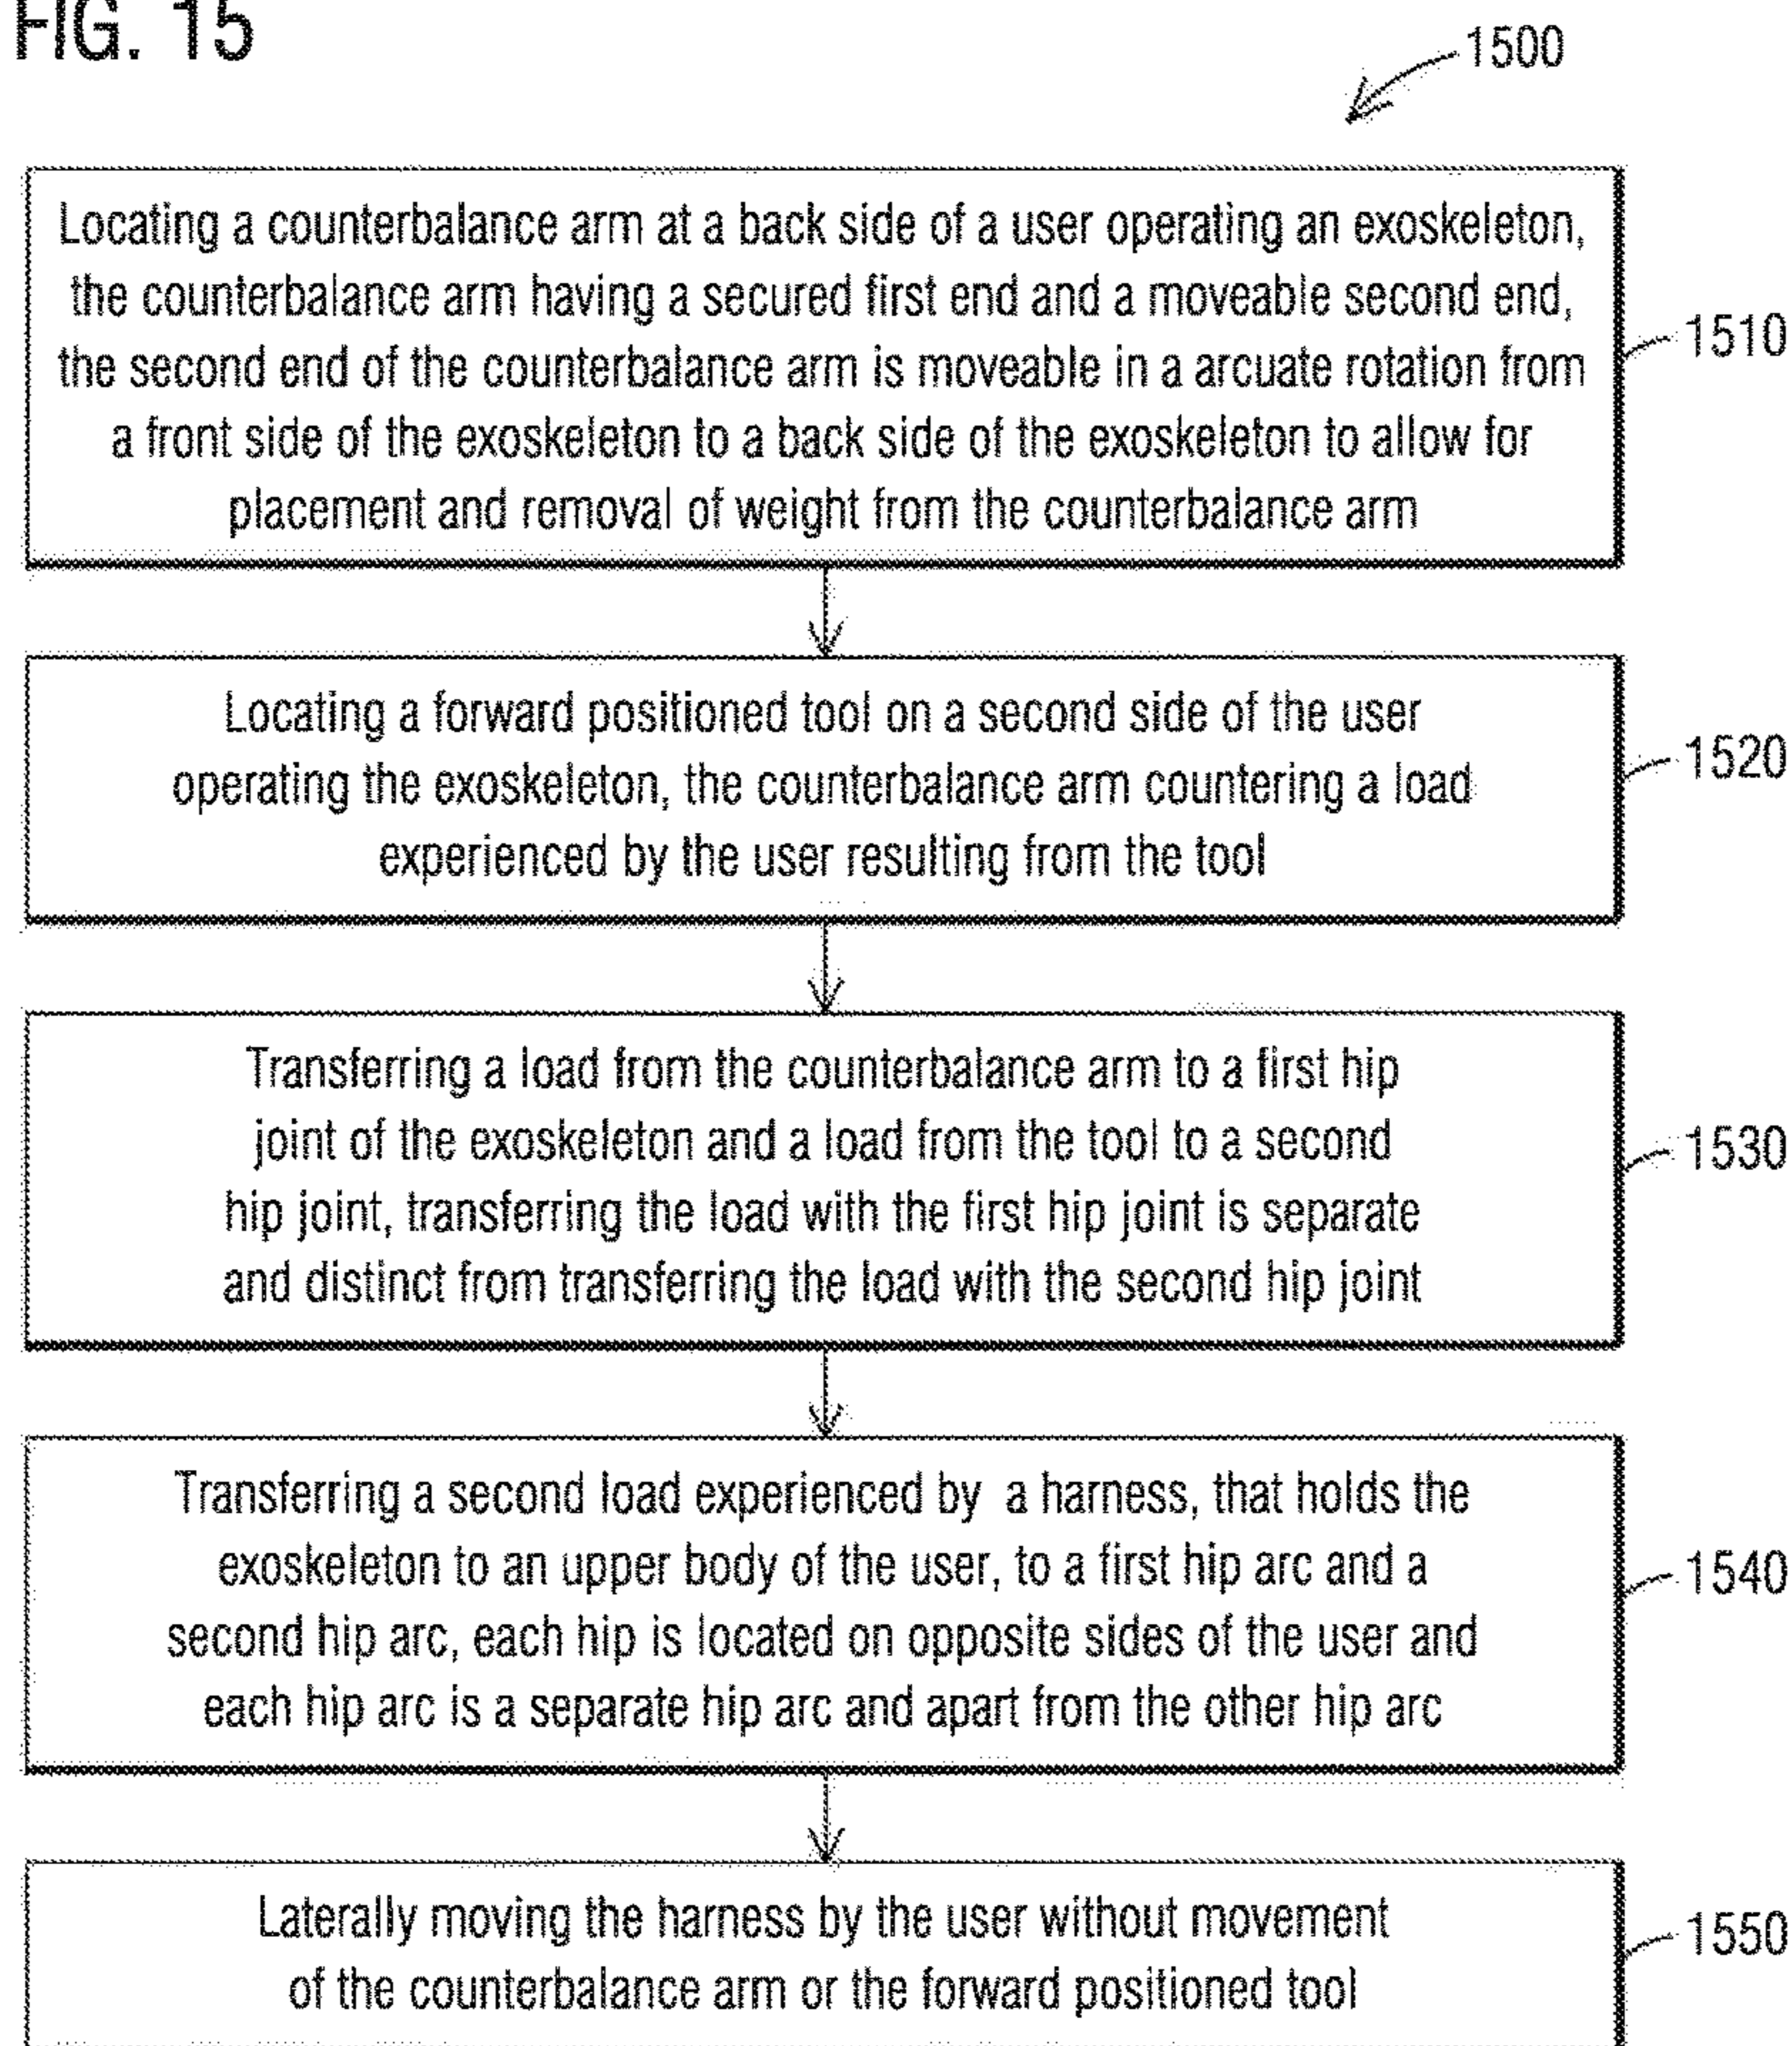 FIG. 15
1500
Locating a counterbalance arm at a back side of a user operating an exoskeleton,
the counterbalance arm having a secured first end and a moveable second end,
the second end of the counterbalance arm is moveable in a arcuate rotation from
a front side of the exoskeleton to a back side of the exoskeleton to allow for
placement and removal of weight from the counterbalance arm
1510
Locating a forward positioned tool on a second side of the user
operating the exoskeleton, the counterbalance arm countering a load
experienced by the user resulting from the tool
1520
Transferring a load from the counterbalance arm to a first hip
joint of the exoskeleton and a load from the tool to a second
hip joint, transferring the load with the first hip joint is separate
and distinct from transferring the load with the second hip joint
1530
Transferring a second load experienced by a harness, that holds the
exoskeleton to an upper body of the user, to a first hip arc and a
second hip arc, each hip is located on opposite sides of the user and
each hip arc is a separate hip arc and apart from the other hip arc
1540
Laterally moving the harness by the user without movement
of the counterbalance arm or the forward positioned tool
1550